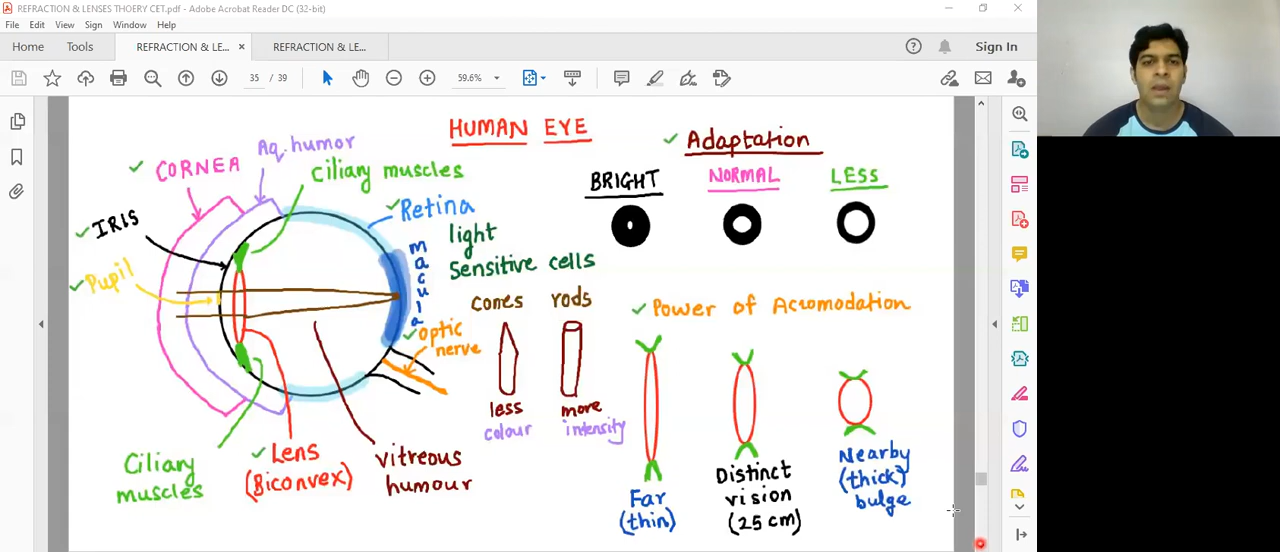 REFRACTION & LENSES THOERY CET.pdf - Adobe Acrobat Reader DC (32-bit)
File Edit View Sign Window Help
Home Tools REFRACTION & LE... REFRACTION & LE... Sign In
35 / 39 59.6%
HUMAN EYE
CORNEA
Aq. humor
Ciliary muscles
IRIS
Pupil
Retina
light
Sensitive cells
macula
optic
nerve
cones rods
less more
colour intensity
Ciliary
muscles
Lens
(Biconvex)
vitreous
humour
Adaptation
BRIGHT NORMAL LESS
Power of Accomodation
Far
(thin)
Distinct
vision
(25 cm)
Nearby
(thick)
bulge